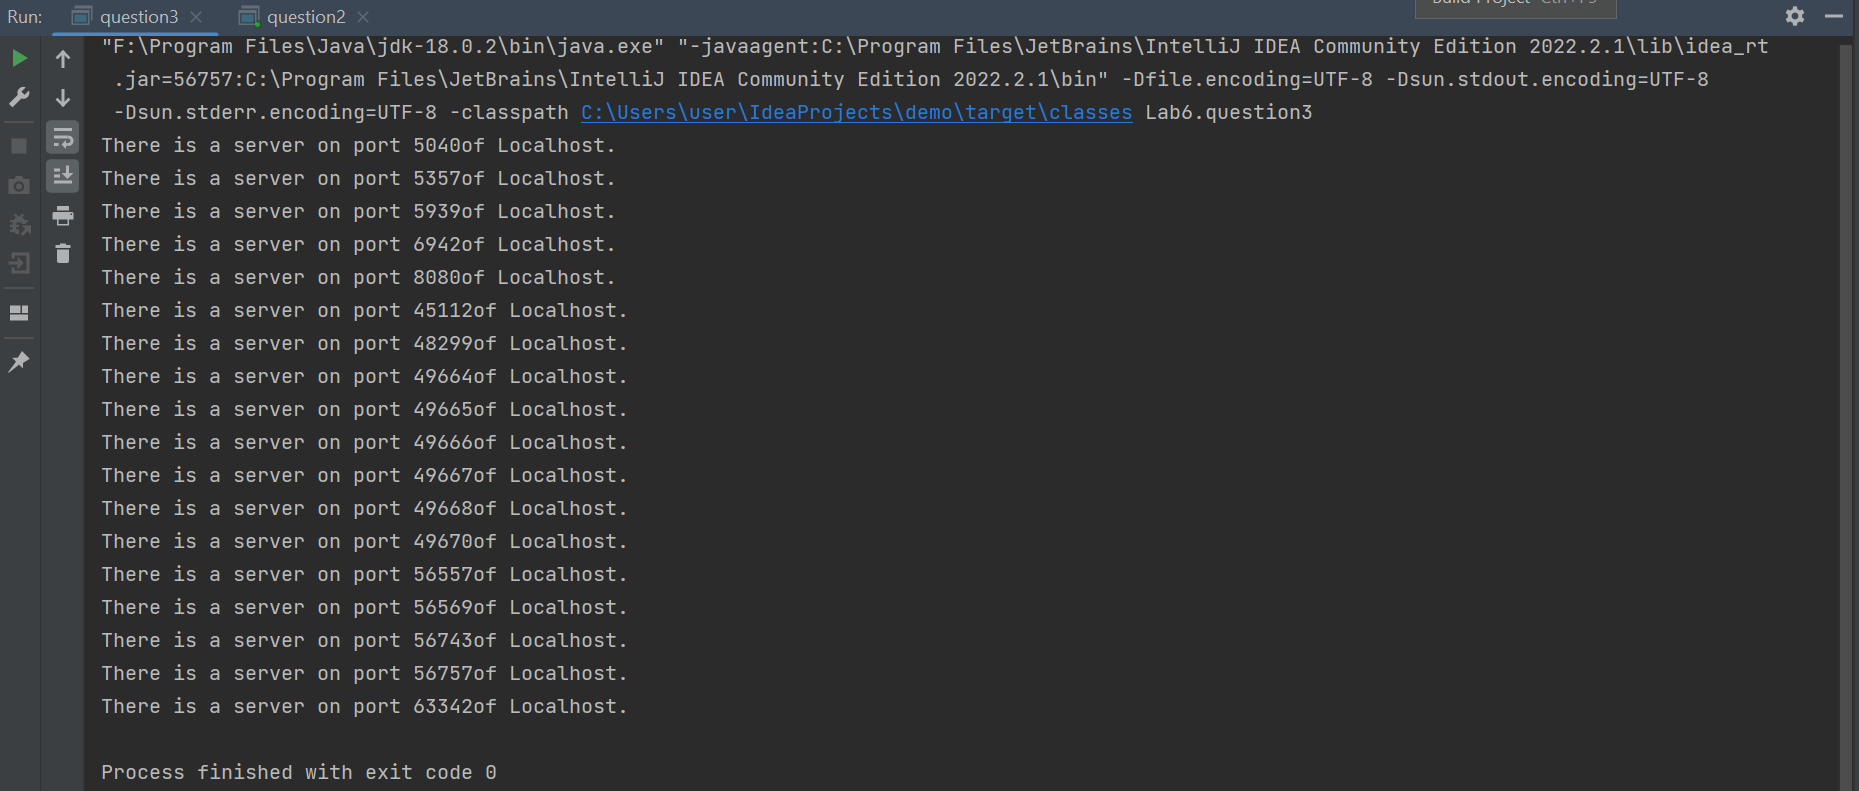 Run: question3 question2
"F:\Program Files\Java\jdk-18.0.2\bin\java.exe" "-javaagent:C:\Program Files\JetBrains\IntelliJ IDEA Community Edition 2022.2.1\lib\idea_rt
.jar=56757:C:\Program Files\JetBrains\IntelliJ IDEA Community Edition 2022.2.1\bin" -Dfile.encoding=UTF-8 -Dsun.stdout.encoding=UTF-8
-Dsun.stderr.encoding=UTF-8 -classpath C:\Users\user\IdeaProjects\demo\target\classes Lab6.question3
There is a server on port 5040of Localhost.
There is a server on port 5357of Localhost.
There is a server on port 5939of Localhost.
There is a server on port 6942of Localhost.
There is a server on port 8080of Localhost.
There is a server on port 45112of Localhost.
There is a server on port 48299of Localhost.
There is a server on port 49664of Localhost.
There is a server on port 49665of Localhost.
There is a server on port 49666of Localhost.
There is a server on port 49667of Localhost.
There is a server on port 49668of Localhost.
There is a server on port 49670of Localhost.
There is a server on port 56557of Localhost.
There is a server on port 56569of Localhost.
There is a server on port 56743of Localhost.
There is a server on port 56757of Localhost.
There is a server on port 63342of Localhost.
Process finished with exit code 0